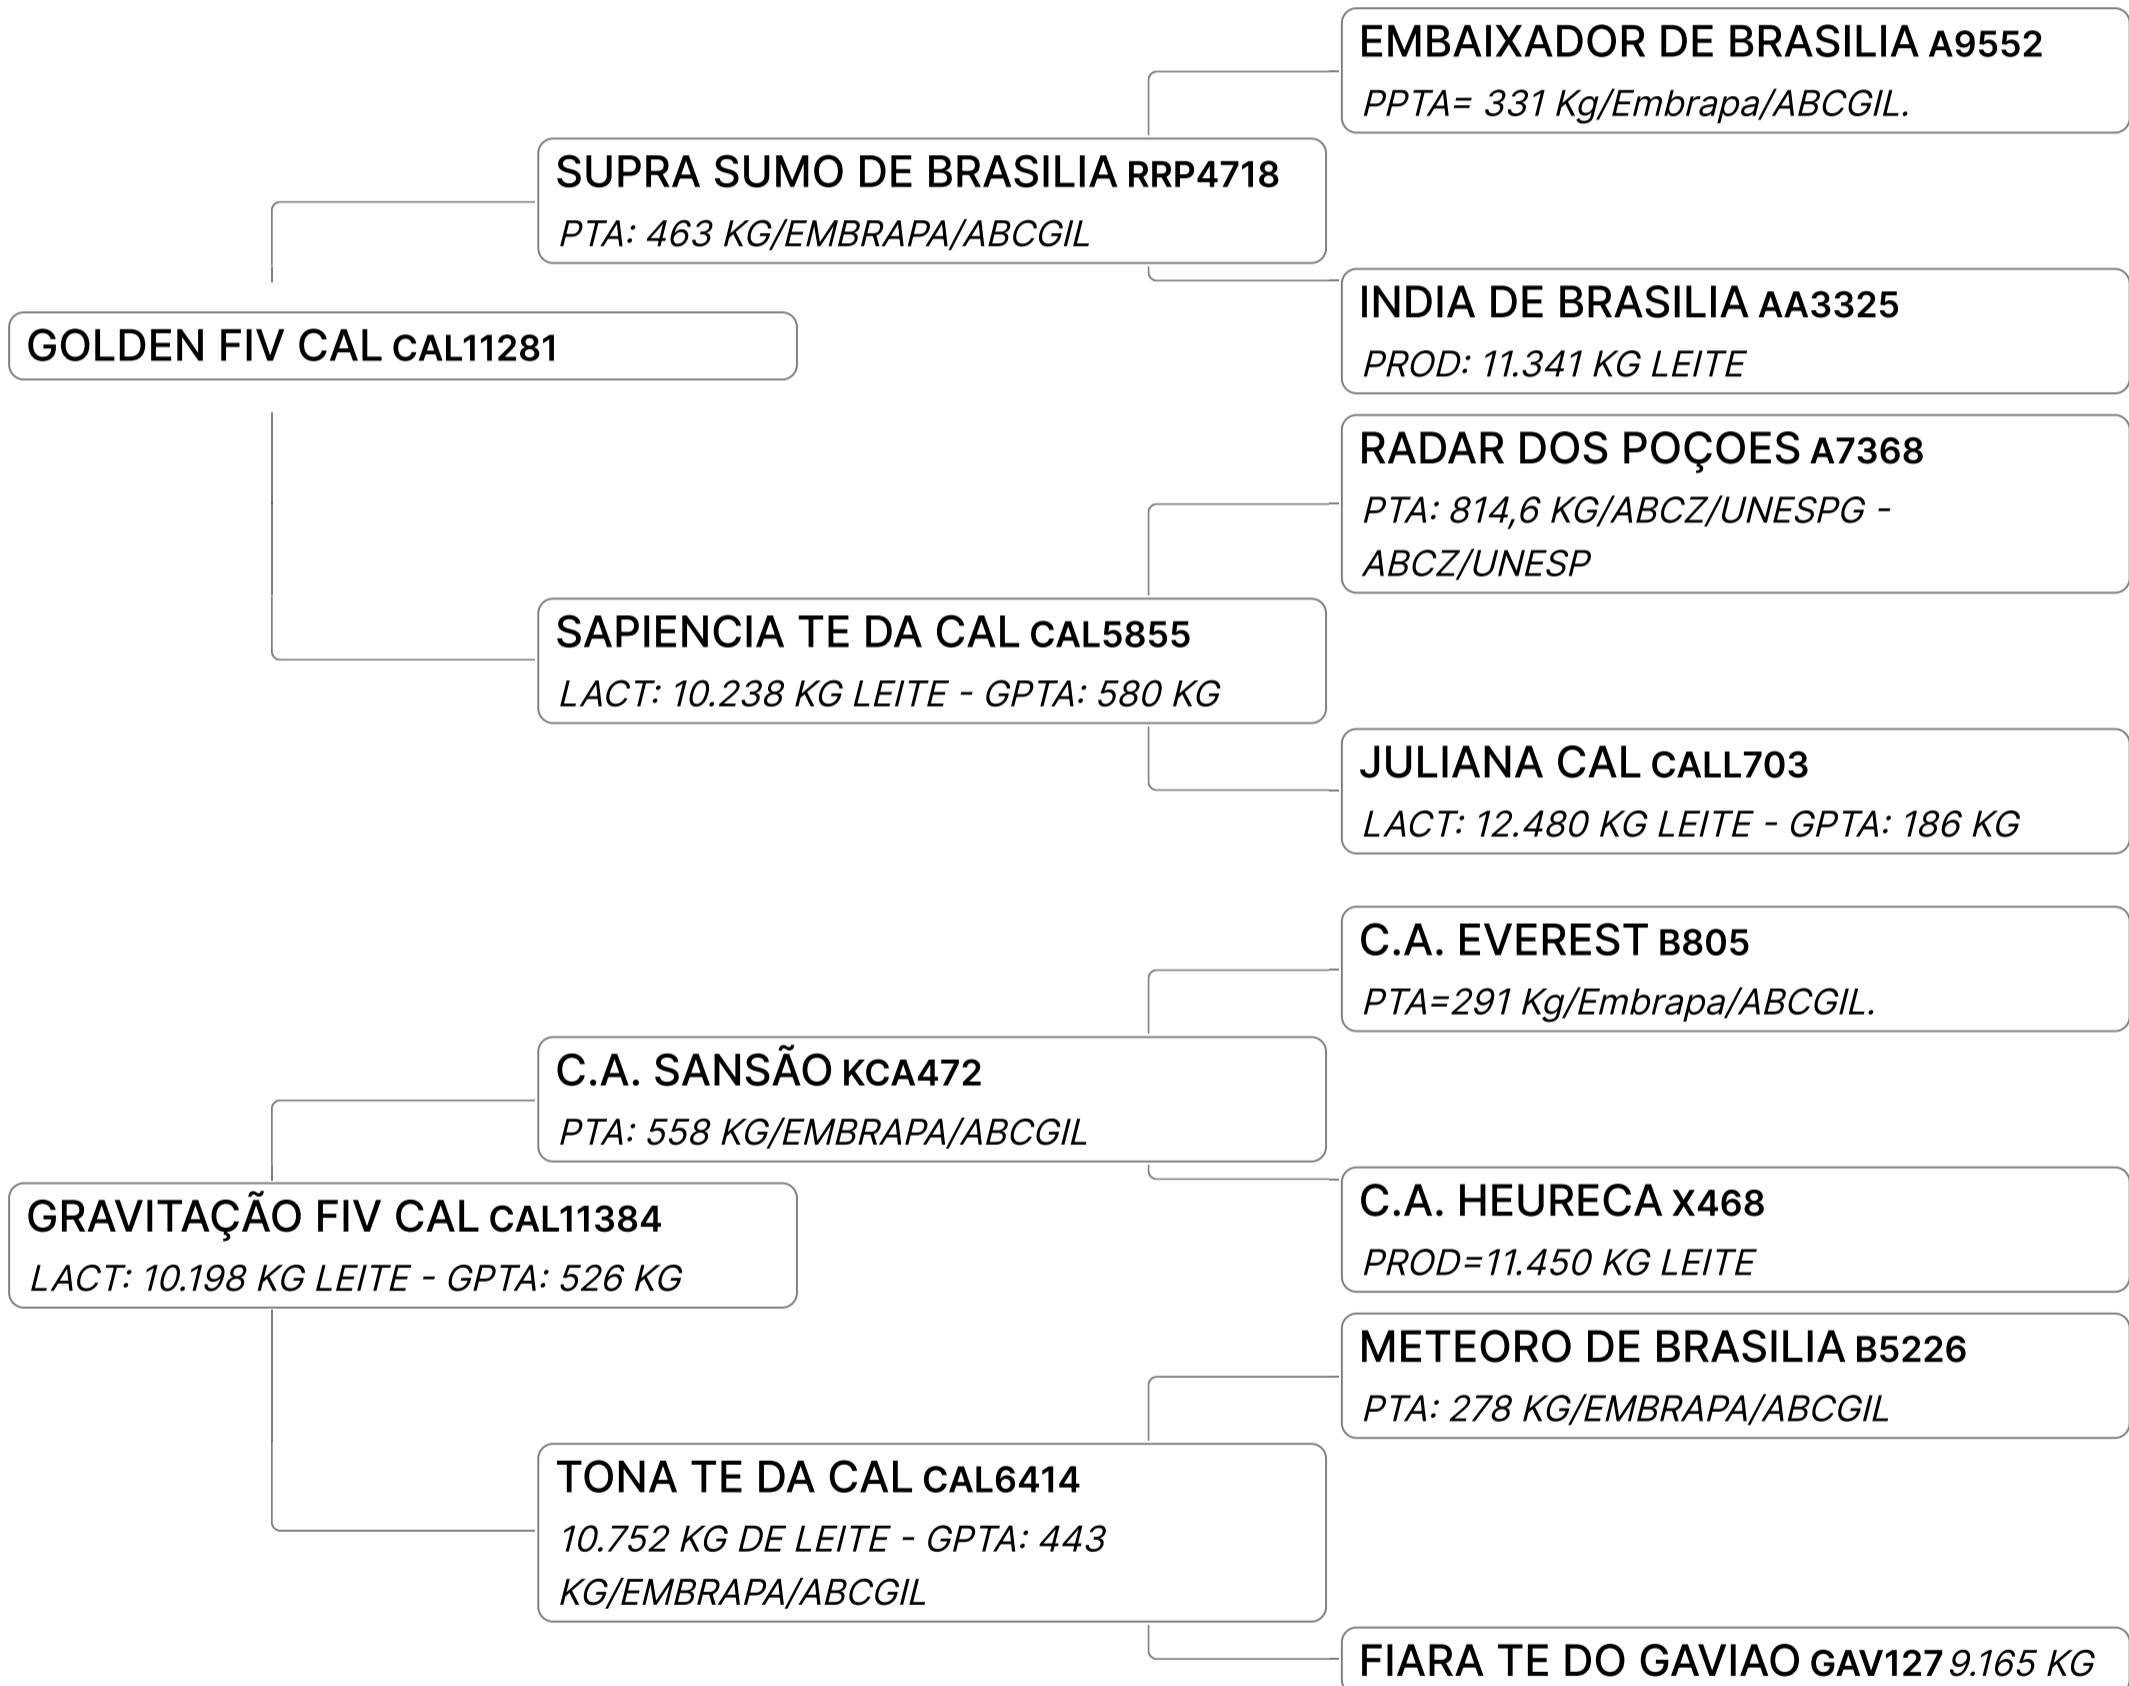 EMBAIXADOR DE BRASILIA A9552
PPTA= 331 Kg/Embrapa/ABCGIL.
SUPRA SUMO DE BRASILIA RRP4718
PTA: 463 KG/EMBRAPA/ABCGIL
INDIA DE BRASILIA AA3325
PROD: 11.341 KG LEITE
GOLDEN FIV CAL CAL11281
RADAR DOS POÇOES A7368
PTA: 814,6 KG/ABCZ/UNESPG -
ABCZ/UNESP
SAPIENCIA TE DA CAL CAL5855
LACT: 10.238 KG LEITE - GPTA: 580 KG
JULIANA CAL CALL703
LACT: 12.480 KG LEITE - GPTA: 186 KG
C.A. EVEREST B805
PTA=291 Kg/Embrapa/ABCGIL.
C.A. SANSÃO KCA472
PTA: 558 KG/EMBRAPA/ABCGIL
C.A. HEURECA X468
PROD=11.450 KG LEITE
GRAVITAÇÃO FIV CAL CAL11384
LACT: 10.198 KG LEITE - GPTA: 526 KG
METEORO DE BRASILIA B5226
PTA: 278 KG/EMBRAPA/ABCGIL
TONA TE DA CAL CAL6414
10.752 KG DE LEITE - GPTA: 443
KG/EMBRAPA/ABCGIL
FIARA TE DO GAVIAO GAV127 9.165 KG